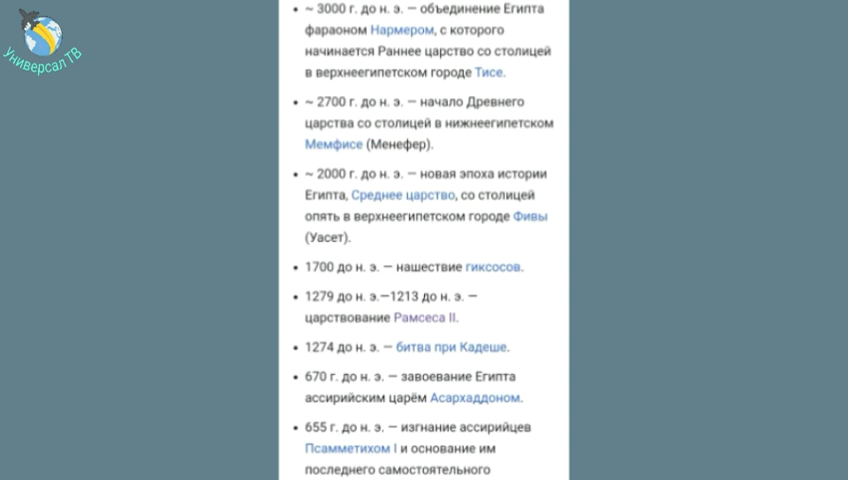 Универсал ТВ
~ 3000 г. до н. э. — объединение Египта
фараоном Нармером, с которого
начинается Раннее царство со столицей
в верхнеегипетском городе Тисе.
~ 2700 г. до н. э. — начало Древнего
царства со столицей в нижнеегипетском
Мемфисе (Менефер).
~ 2000 г. до н. э. — новая эпоха истории
Египта, Среднее царство, со столицей
опять в верхнеегипетском городе Фивы
(Уасет).
1700 до н. э. — нашествие гиксосов.
1279 до н. э.—1213 до н. э. —
царствование Рамсеса II.
1274 до н. э. — битва при Кадеше.
670 г. до н. э. — завоевание Египта
ассирийским царём Асархаддоном.
655 г. до н. э. — изгнание ассирийцев
Псамметихом I и основание им
последнего самостоятельного